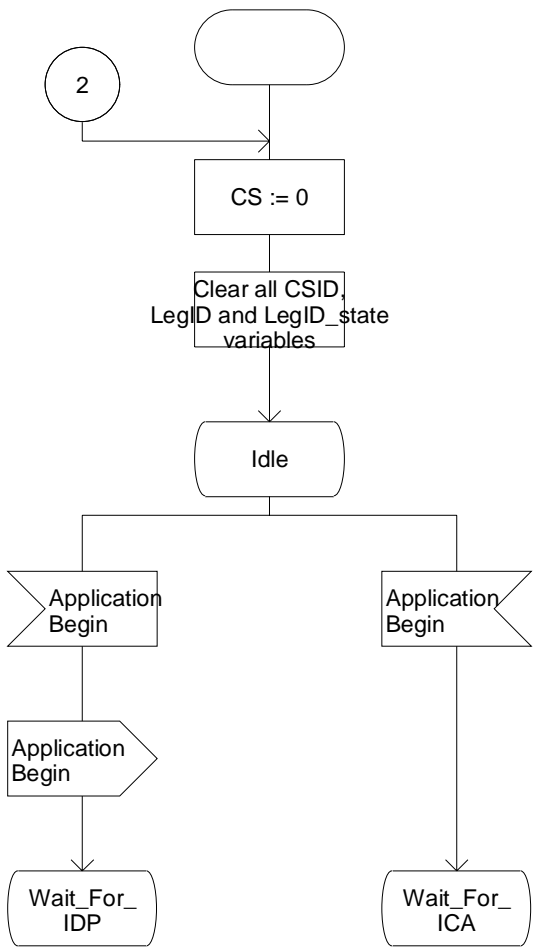 2
CS := 0
Clear all CSID,
LegID and LegID_state
variables
Idle
Application
Begin
Application
Begin
Application
Begin
Wait_For_
IDP
Wait_For_
ICA